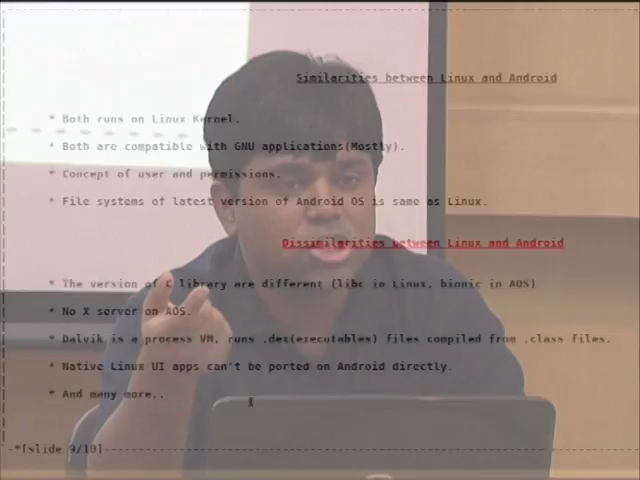 Similarities between Linux and Android
* Both runs on Linux Kernel.
* Both are compatible with GNU applications(Mostly).
* Concept of user and permissions.
* File systems of latest version of Android OS is same as Linux.
Dissimilarities between Linux and Android
* The version of C library are different (libc in Linux, bionic in AOS)
* No X server on AOS.
* Dalvik is a process VM, runs .dex(executables) files compiled from .class files.
* Native Linux UI apps can't be ported on Android directly.
* And many more..
-*[slide 9/10]